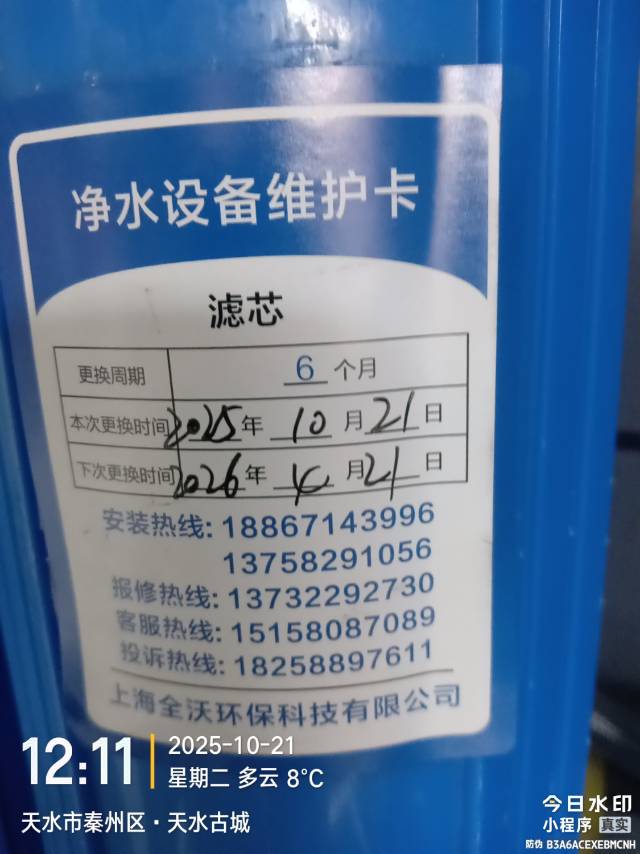 净水设备维护卡
滤芯
更换周期 6 个月
本次更换时间 2025 年 10 月 21 日
下次更换时间 2026 年 4 月 21 日
安装热线: 18867143996
13758291056
报修热线: 13732292730
客服热线: 15158087089
投诉热线: 18258897611
上海全沃环保科技有限公司
12:11 2025-10-21
星期二 多云 8°C
天水市秦州区·天水古城
今日水印
小程序 真实
防伪 B3A6ACEXEBMCNH